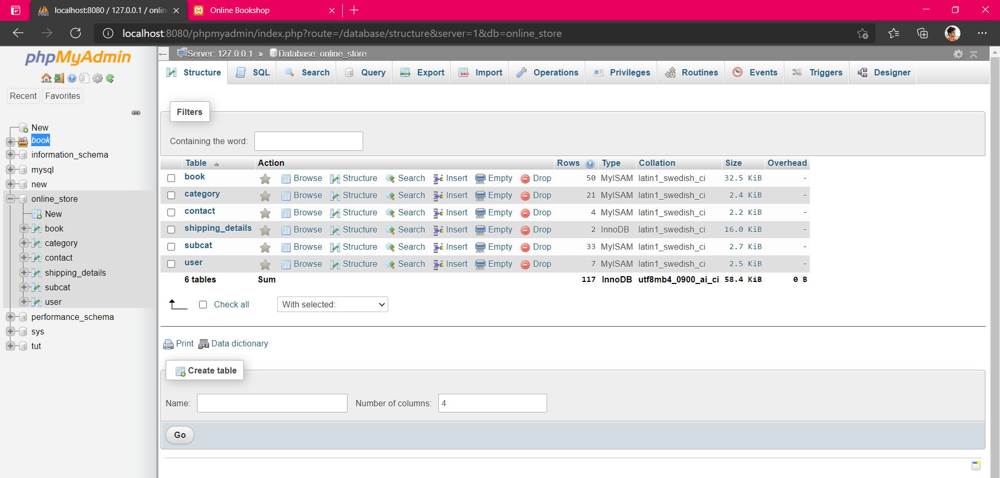 localhost:8080 / 127.0.0.1 / onlin
Online Bookshop
localhost:8080/phpmyadmin/index.php?route=/database/structure&server=1&db=online_store
phpMyAdmin
Recent Favorites
New
book
information_schema
mysql
new
online_store
New
book
category
contact
shipping_details
subcat
user
performance_schema
sys
tut
Server: 127.0.0.1 » Database: online_store
Structure SQL Search Query Export Import Operations Privileges Routines Events Triggers Designer
Filters
Containing the word:
Table Action Rows Type Collation Size Overhead
book Browse Structure Search Insert Empty Drop 50 MyISAM latin1_swedish_ci 32.5 KiB -
category Browse Structure Search Insert Empty Drop 21 MyISAM latin1_swedish_ci 2.4 KiB -
contact Browse Structure Search Insert Empty Drop 4 MyISAM latin1_swedish_ci 2.2 KiB -
shipping_details Browse Structure Search Insert Empty Drop 2 InnoDB latin1_swedish_ci 16.0 KiB -
subcat Browse Structure Search Insert Empty Drop 33 MyISAM latin1_swedish_ci 2.7 KiB -
user Browse Structure Search Insert Empty Drop 7 MyISAM latin1_swedish_ci 2.5 KiB -
6 tables Sum 117 InnoDB utf8mb4_0900_ai_ci 58.4 KiB 0 B
Check all With selected:
Print Data dictionary
Create table
Name: Number of columns: 4
Go